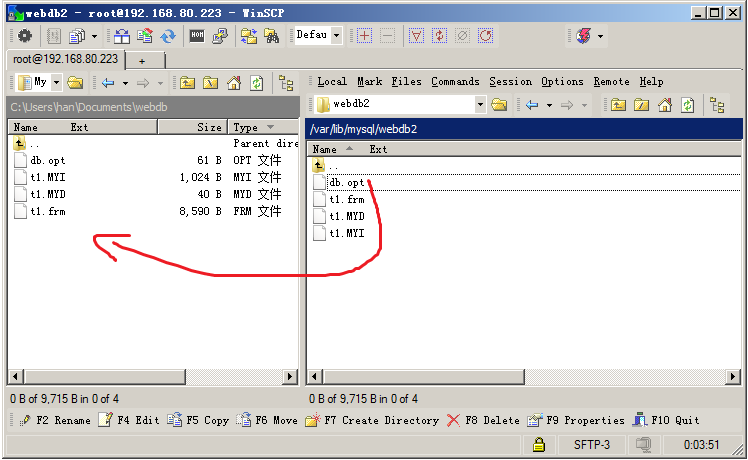 webdb2 - root@192.168.80.223 - WinSCP
Defau
root@192.168.80.223 +
My
C:\Users\han\Documents\webdb
Name Ext Size Type
.. Parent dire
db.opt 61 B OPT 文件
t1.MYI 1,024 B MYI 文件
t1.MYD 40 B MYD 文件
t1.frm 8,590 B FRM 文件
0 B of 9,715 B in 0 of 4
Local Mark Files Commands Session Options Remote Help
webdb2
/var/lib/mysql/webdb2
Name Ext
..
db.opt
t1.frm
t1.MYD
t1.MYI
0 B of 9,715 B in 0 of 4
F2 Rename F4 Edit F5 Copy F6 Move F7 Create Directory F8 Delete F9 Properties F10 Quit
SFTP-3 0:03:51